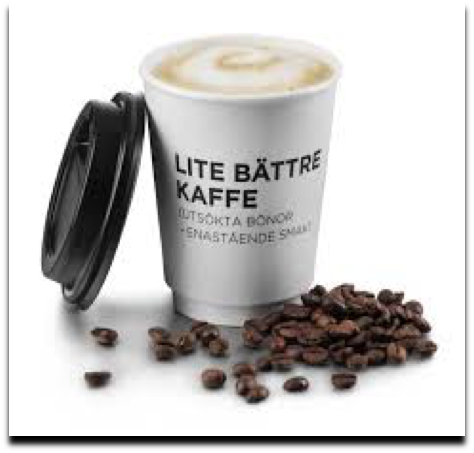 LITE BÄTTRE
KAFFE
UTSÖKTA BÖNOR
- ENASTÅENDE SMAK!